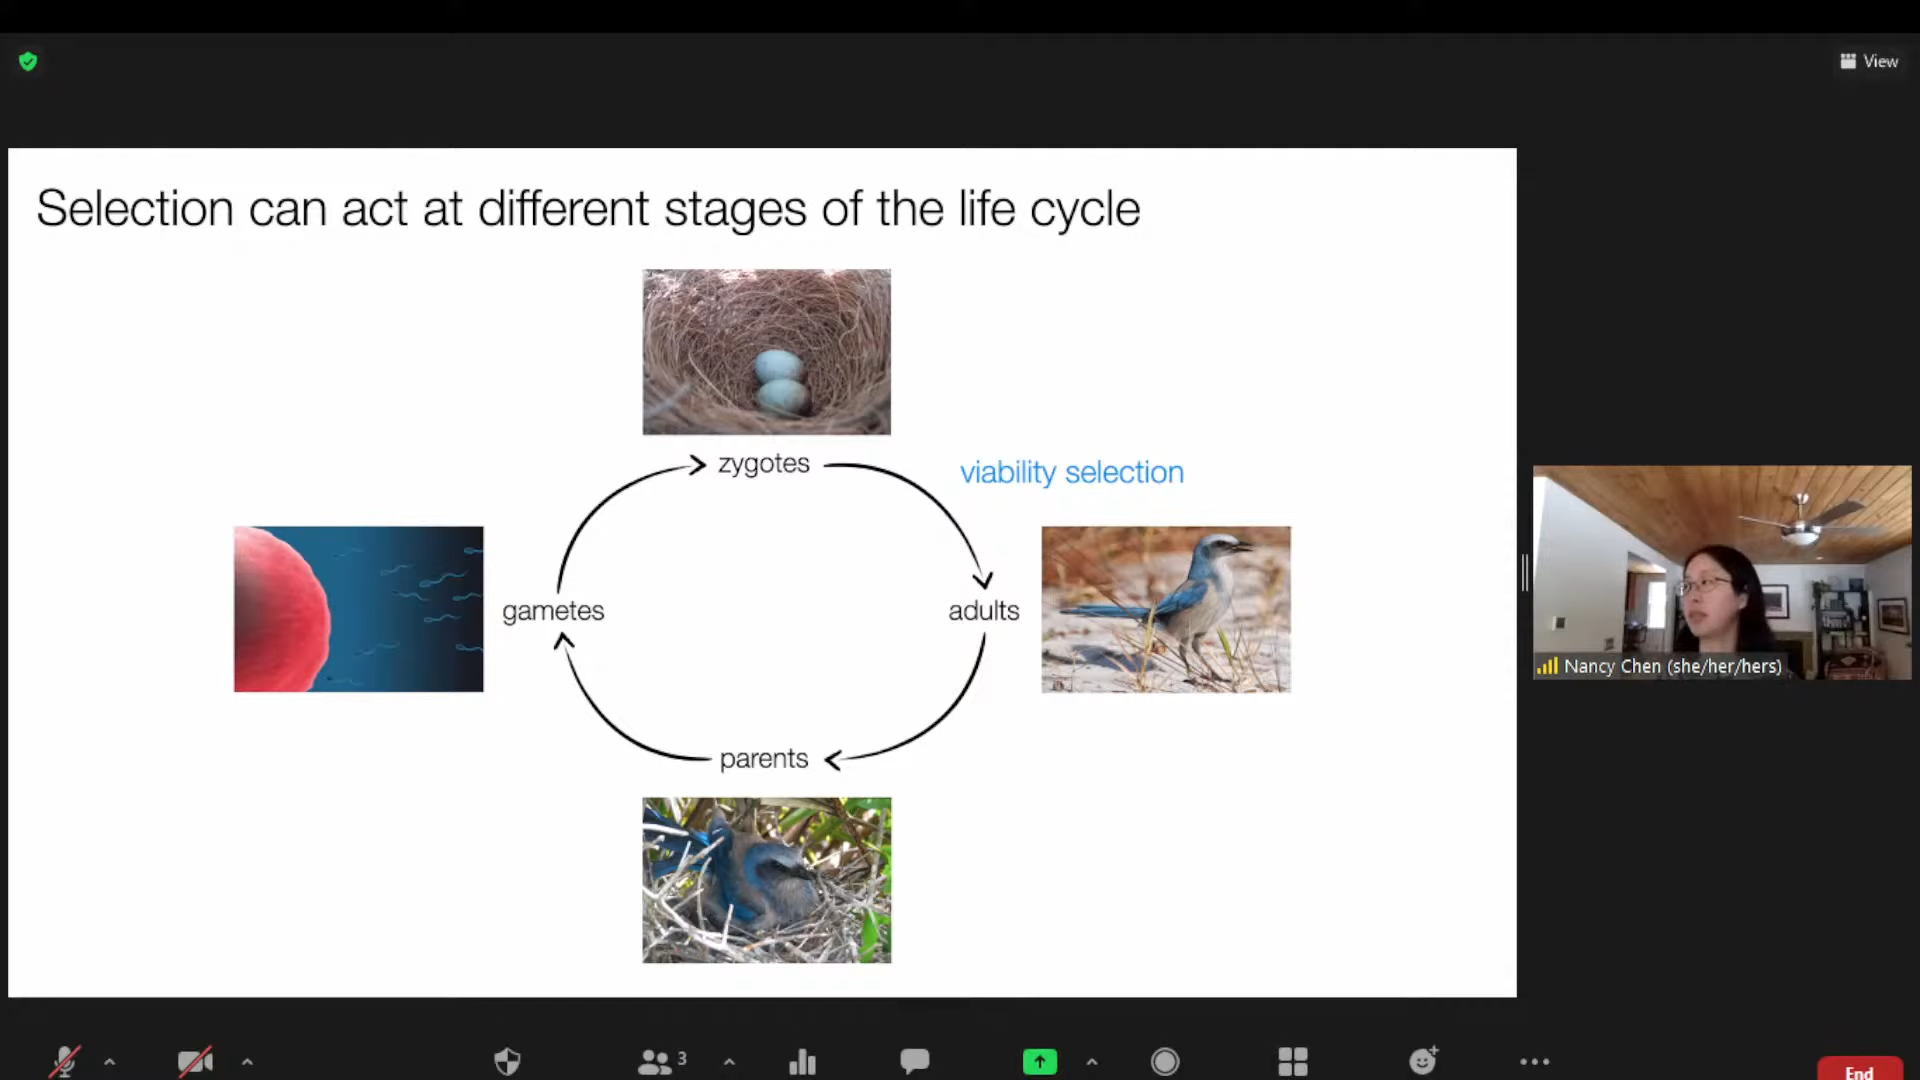 View
Selection can act at different stages of the life cycle
zygotes
viability selection
gametes
adults
Nancy Chen (she/her/hers)
parents
3
End